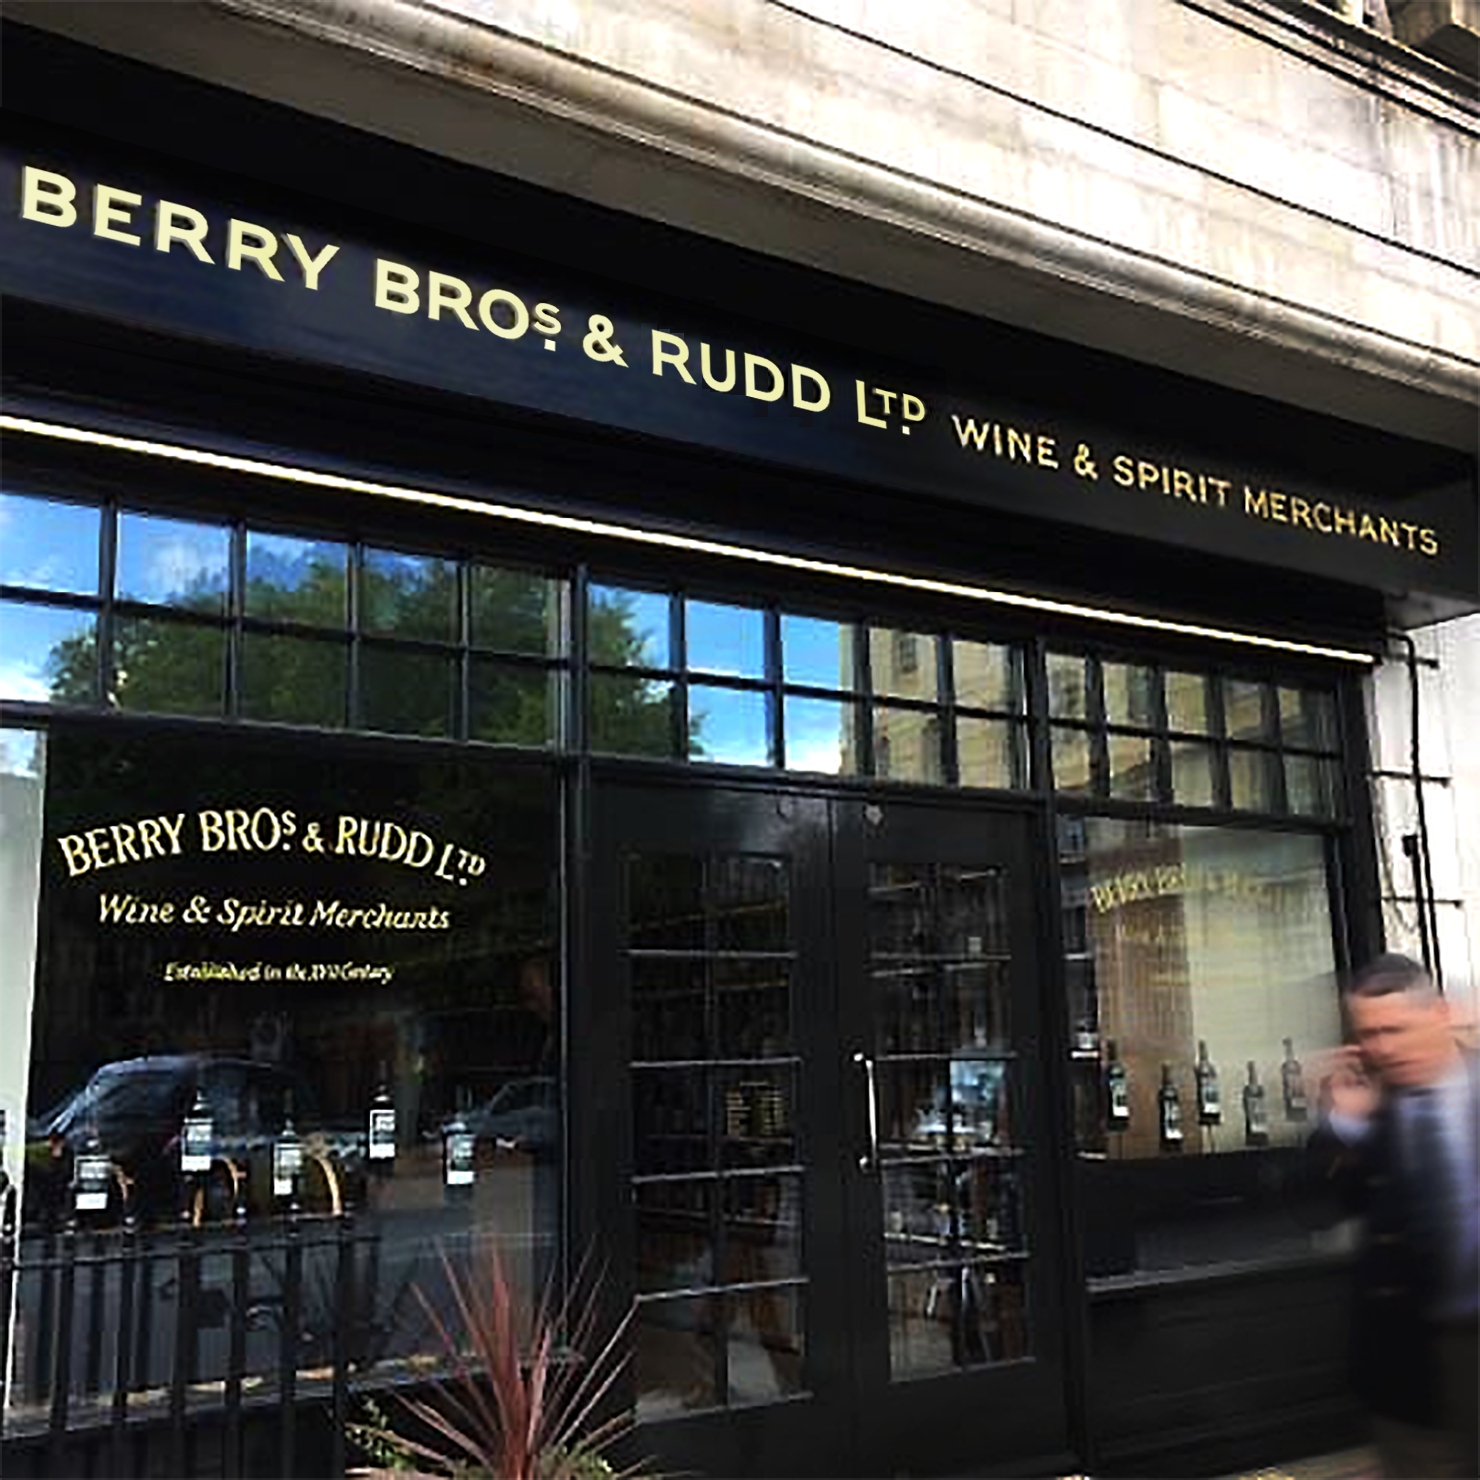 BERRY BROS. & RUDD LTD. WINE & SPIRIT MERCHANTS
BERRY BROS. & RUDD LTD.
Wine & Spirit Merchants
Established in the XVII Century
BERRY